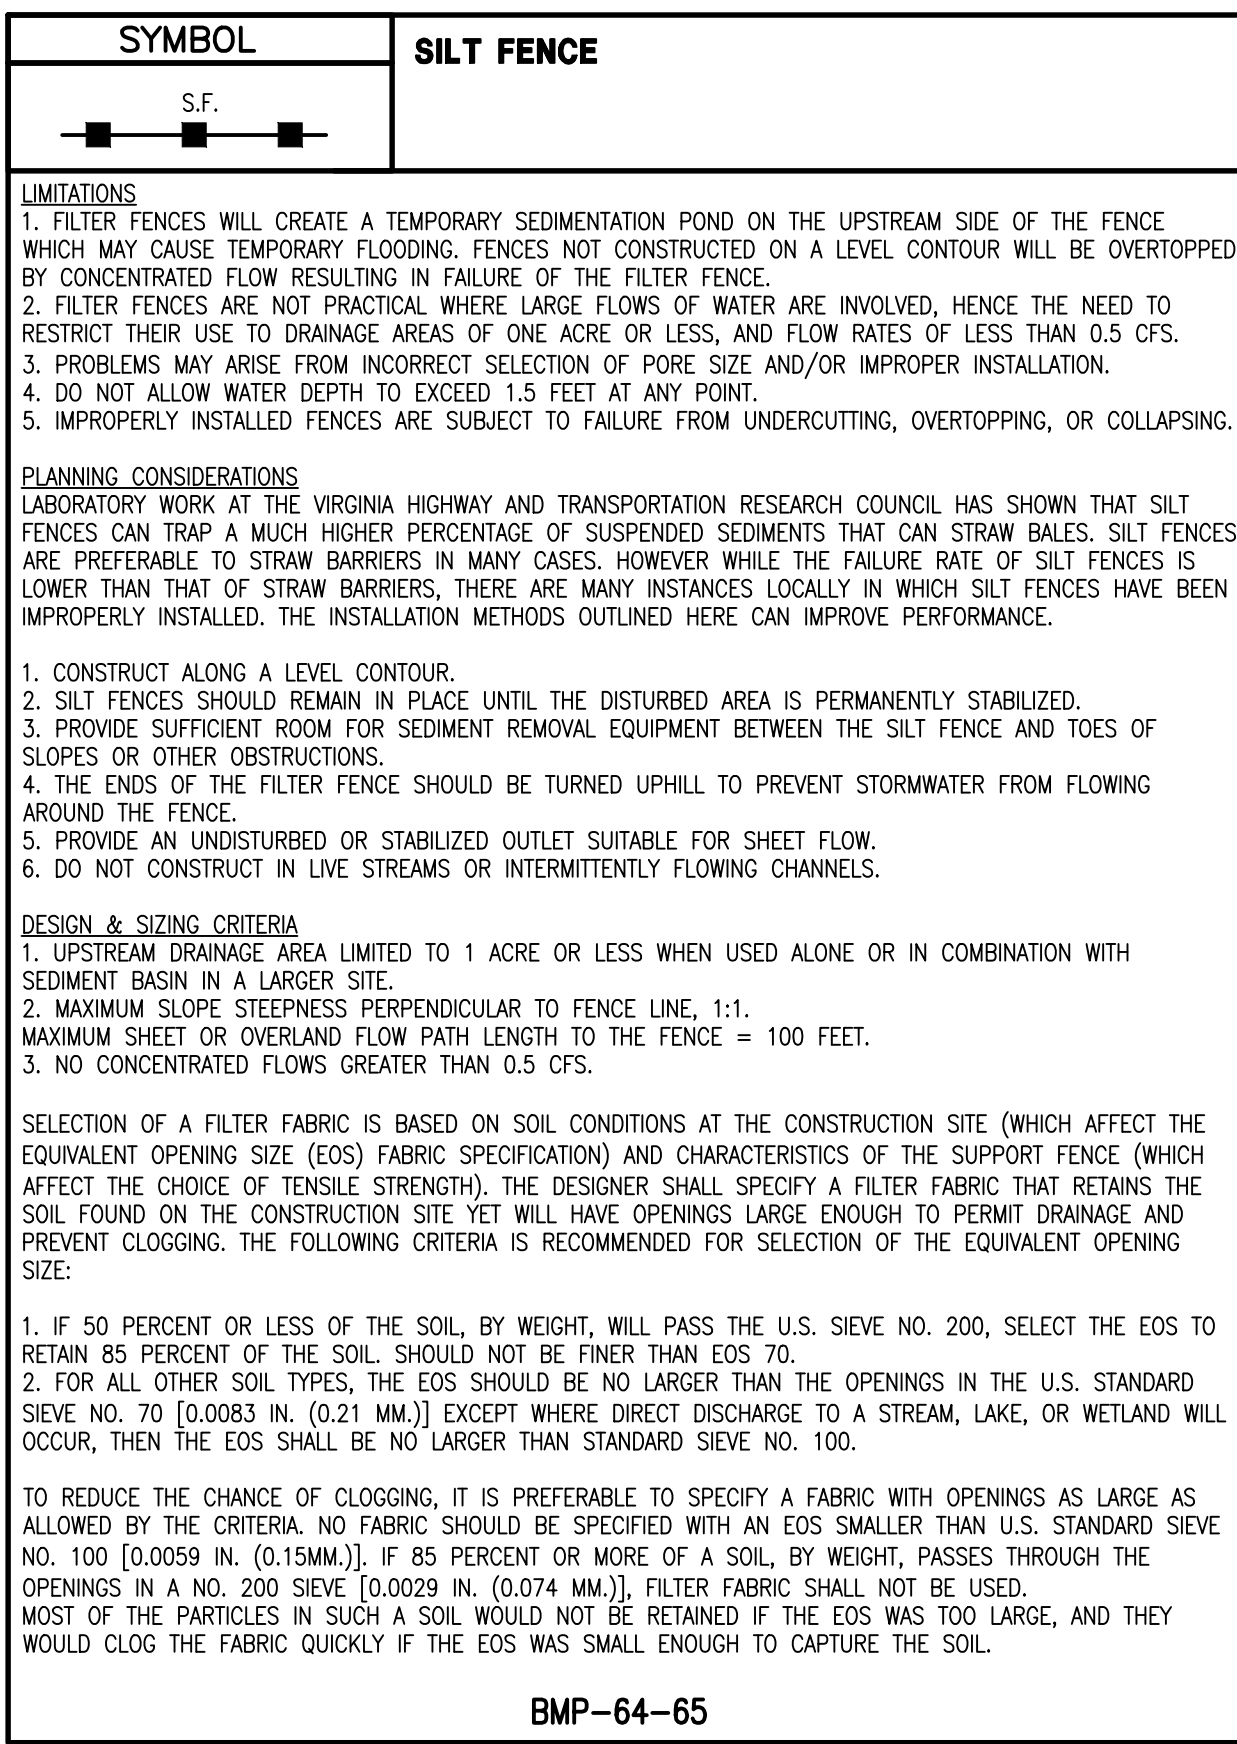 SYMBOL
SILT FENCE
S.F.
LIMITATIONS
1. FILTER FENCES WILL CREATE A TEMPORARY SEDIMENTATION POND ON THE UPSTREAM SIDE OF THE FENCE
WHICH MAY CAUSE TEMPORARY FLOODING. FENCES NOT CONSTRUCTED ON A LEVEL CONTOUR WILL BE OVERTOPPED
BY CONCENTRATED FLOW RESULTING IN FAILURE OF THE FILTER FENCE.
2. FILTER FENCES ARE NOT PRACTICAL WHERE LARGE FLOWS OF WATER ARE INVOLVED, HENCE THE NEED TO
RESTRICT THEIR USE TO DRAINAGE AREAS OF ONE ACRE OR LESS, AND FLOW RATES OF LESS THAN 0.5 CFS.
3. PROBLEMS MAY ARISE FROM INCORRECT SELECTION OF PORE SIZE AND/OR IMPROPER INSTALLATION.
4. DO NOT ALLOW WATER DEPTH TO EXCEED 1.5 FEET AT ANY POINT.
5. IMPROPERLY INSTALLED FENCES ARE SUBJECT TO FAILURE FROM UNDERCUTTING, OVERTOPPING, OR COLLAPSING.
PLANNING CONSIDERATIONS
LABORATORY WORK AT THE VIRGINIA HIGHWAY AND TRANSPORTATION RESEARCH COUNCIL HAS SHOWN THAT SILT
FENCES CAN TRAP A MUCH HIGHER PERCENTAGE OF SUSPENDED SEDIMENTS THAT CAN STRAW BALES. SILT FENCES
ARE PREFERABLE TO STRAW BARRIERS IN MANY CASES. HOWEVER WHILE THE FAILURE RATE OF SILT FENCES IS
LOWER THAN THAT OF STRAW BARRIERS, THERE ARE MANY INSTANCES LOCALLY IN WHICH SILT FENCES HAVE BEEN
IMPROPERLY INSTALLED. THE INSTALLATION METHODS OUTLINED HERE CAN IMPROVE PERFORMANCE.
1. CONSTRUCT ALONG A LEVEL CONTOUR.
2. SILT FENCES SHOULD REMAIN IN PLACE UNTIL THE DISTURBED AREA IS PERMANENTLY STABILIZED.
3. PROVIDE SUFFICIENT ROOM FOR SEDIMENT REMOVAL EQUIPMENT BETWEEN THE SILT FENCE AND TOES OF
SLOPES OR OTHER OBSTRUCTIONS.
4. THE ENDS OF THE FILTER FENCE SHOULD BE TURNED UPHILL TO PREVENT STORMWATER FROM FLOWING
AROUND THE FENCE.
5. PROVIDE AN UNDISTURBED OR STABILIZED OUTLET SUITABLE FOR SHEET FLOW.
6. DO NOT CONSTRUCT IN LIVE STREAMS OR INTERMITTENTLY FLOWING CHANNELS.
DESIGN & SIZING CRITERIA
1. UPSTREAM DRAINAGE AREA LIMITED TO 1 ACRE OR LESS WHEN USED ALONE OR IN COMBINATION WITH
SEDIMENT BASIN IN A LARGER SITE.
2. MAXIMUM SLOPE STEEPNESS PERPENDICULAR TO FENCE LINE, 1:1.
MAXIMUM SHEET OR OVERLAND FLOW PATH LENGTH TO THE FENCE = 100 FEET.
3. NO CONCENTRATED FLOWS GREATER THAN 0.5 CFS.
SELECTION OF A FILTER FABRIC IS BASED ON SOIL CONDITIONS AT THE CONSTRUCTION SITE (WHICH AFFECT THE
EQUIVALENT OPENING SIZE (EOS) FABRIC SPECIFICATION) AND CHARACTERISTICS OF THE SUPPORT FENCE (WHICH
AFFECT THE CHOICE OF TENSILE STRENGTH). THE DESIGNER SHALL SPECIFY A FILTER FABRIC THAT RETAINS THE
SOIL FOUND ON THE CONSTRUCTION SITE YET WILL HAVE OPENINGS LARGE ENOUGH TO PERMIT DRAINAGE AND
PREVENT CLOGGING. THE FOLLOWING CRITERIA IS RECOMMENDED FOR SELECTION OF THE EQUIVALENT OPENING
SIZE:
1. IF 50 PERCENT OR LESS OF THE SOIL, BY WEIGHT, WILL PASS THE U.S. SIEVE NO. 200, SELECT THE EOS TO
RETAIN 85 PERCENT OF THE SOIL. SHOULD NOT BE FINER THAN EOS 70.
2. FOR ALL OTHER SOIL TYPES, THE EOS SHOULD BE NO LARGER THAN THE OPENINGS IN THE U.S. STANDARD
SIEVE NO. 70 [0.0083 IN. (0.21 MM.)] EXCEPT WHERE DIRECT DISCHARGE TO A STREAM, LAKE, OR WETLAND WILL
OCCUR, THEN THE EOS SHALL BE NO LARGER THAN STANDARD SIEVE NO. 100.
TO REDUCE THE CHANCE OF CLOGGING, IT IS PREFERABLE TO SPECIFY A FABRIC WITH OPENINGS AS LARGE AS
ALLOWED BY THE CRITERIA. NO FABRIC SHOULD BE SPECIFIED WITH AN EOS SMALLER THAN U.S. STANDARD SIEVE
NO. 100 [0.0059 IN. (0.15MM.)]. IF 85 PERCENT OR MORE OF A SOIL, BY WEIGHT, PASSES THROUGH THE
OPENINGS IN A NO. 200 SIEVE [0.0029 IN. (0.074 MM.)], FILTER FABRIC SHALL NOT BE USED.
MOST OF THE PARTICLES IN SUCH A SOIL WOULD NOT BE RETAINED IF THE EOS WAS TOO LARGE, AND THEY
WOULD CLOG THE FABRIC QUICKLY IF THE EOS WAS SMALL ENOUGH TO CAPTURE THE SOIL.
BMP-64-65